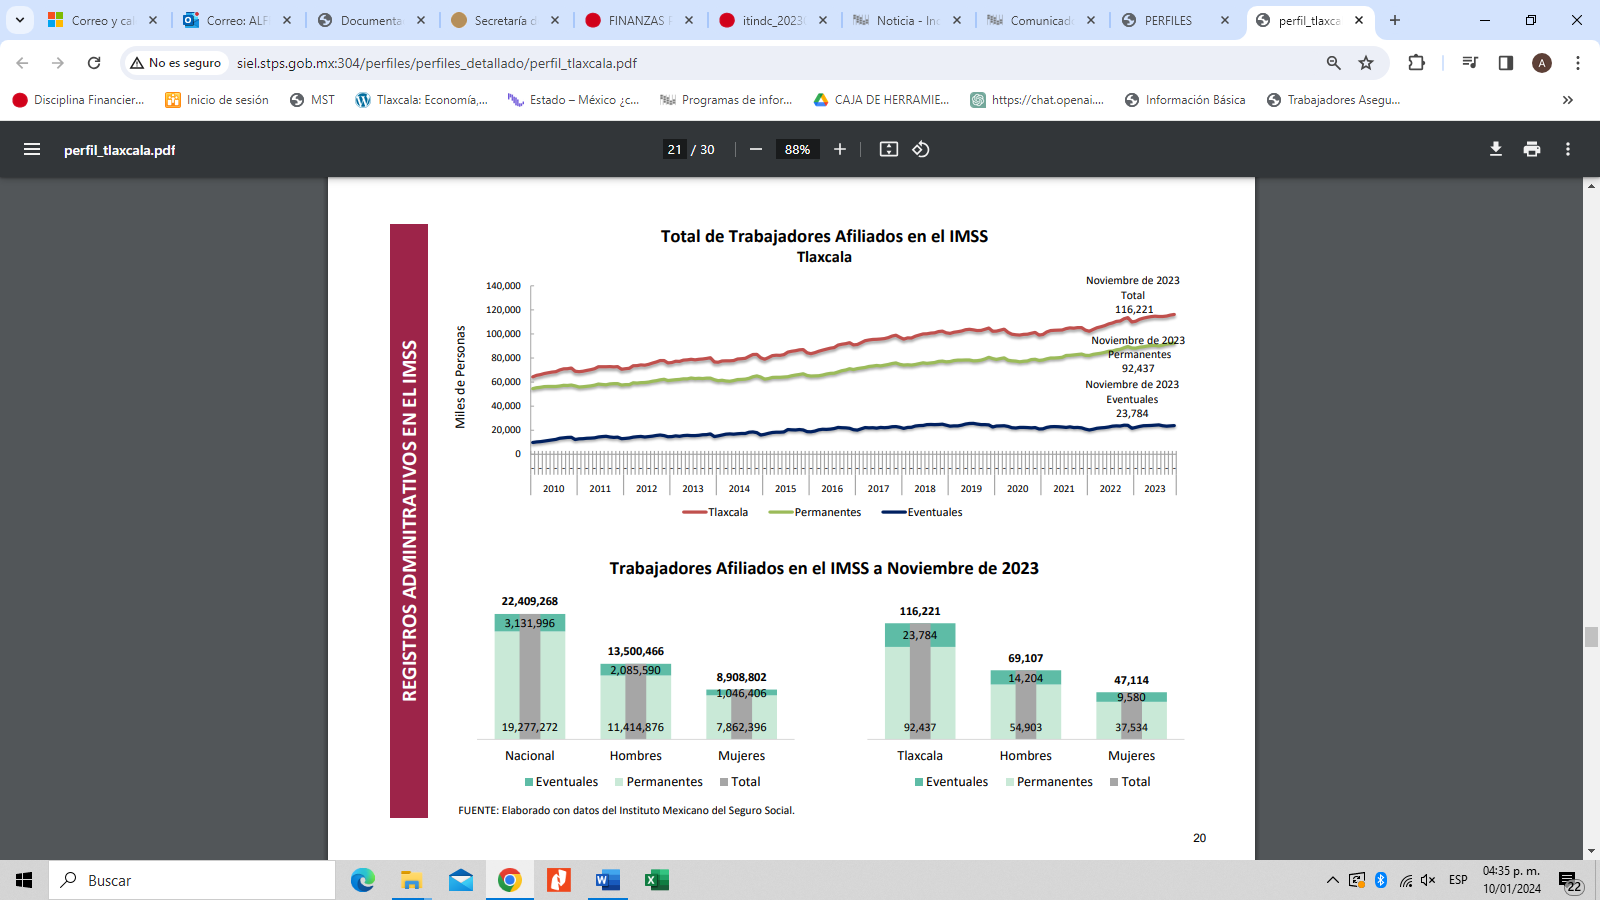 Correo y ca
Correo: ALF
Documenta
Secretaría d
FINANZAS
itindc_2023
Noticia - In
Comunicad
PERFILES
perfil_tlaxca
No es seguro
siel.stps.gob.mx:304/perfiles/perfiles_detallado/perfil_tlaxcala.pdf
A
Disciplina Financier...
Inicio de sesión
MST
Tlaxcala: Economía,...
Estado – México ¿c...
Programas de infor...
CAJA DE HERRAMIE...
https://chat.openai....
Información Básica
Trabajadores Asegu...
perfil_tlaxcala.pdf
21 / 30
88%
REGISTROS ADMINITRATIVOS EN EL IMSS
Total de Trabajadores Afiliados en el IMSS
Tlaxcala
Miles de Personas
140,000
120,000
100,000
80,000
60,000
40,000
20,000
0
Noviembre de 2023
Total
116,221
Noviembre de 2023
Permanentes
92,437
Noviembre de 2023
Eventuales
23,784
2010 2011 2012 2013 2014 2015 2016 2017 2018 2019 2020 2021 2022 2023
Tlaxcala Permanentes Eventuales
Trabajadores Afiliados en el IMSS a Noviembre de 2023
22,409,268
3,131,996
19,277,272
Nacional
13,500,466
2,085,590
11,414,876
Hombres
8,908,802
1,046,406
7,862,396
Mujeres
Eventuales Permanentes Total
116,221
23,784
92,437
Tlaxcala
69,107
14,204
54,903
Hombres
47,114
9,580
37,534
Mujeres
Eventuales Permanentes Total
FUENTE: Elaborado con datos del Instituto Mexicano del Seguro Social.
20
Buscar
ESP
04:35 p. m.
10/01/2024
22